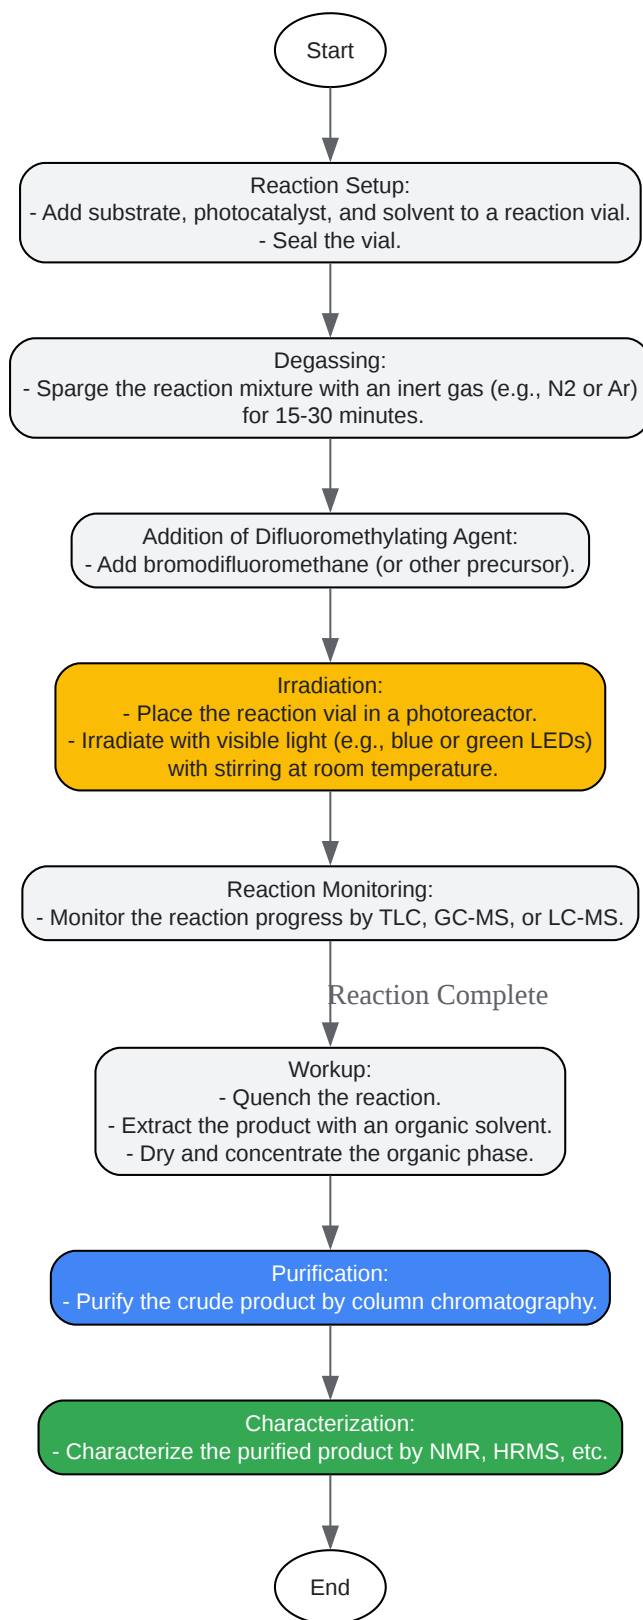 Start
Reaction Setup:
- Add substrate, photocatalyst, and solvent to a reaction vial.
- Seal the vial.
Degassing:
- Sparge the reaction mixture with an inert gas (e.g., N2 or Ar)
for 15-30 minutes.
Addition of Difluoromethylating Agent:
- Add bromodifluoromethane (or other precursor).
Irradiation:
- Place the reaction vial in a photoreactor.
- Irradiate with visible light (e.g., blue or green LEDs)
with stirring at room temperature.
Reaction Monitoring:
- Monitor the reaction progress by TLC, GC-MS, or LC-MS.
Reaction Complete
Workup:
- Quench the reaction.
- Extract the product with an organic solvent.
- Dry and concentrate the organic phase.
Purification:
- Purify the crude product by column chromatography.
Characterization:
- Characterize the purified product by NMR, HRMS, etc.
End